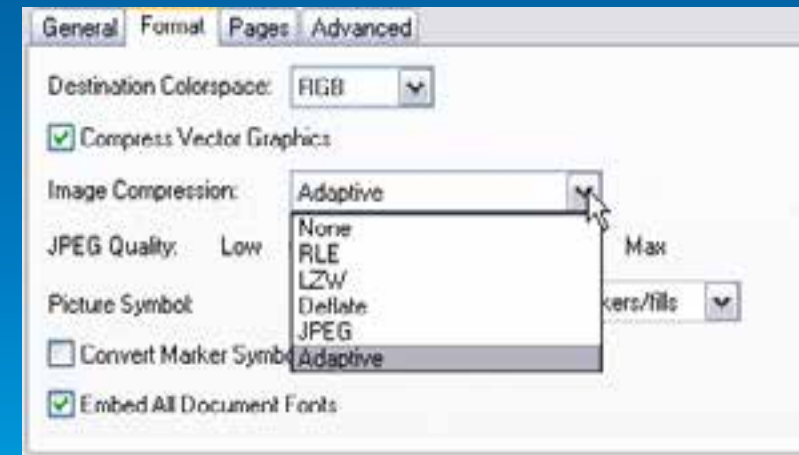 General Format Pages Advanced
Destination Colorspace: RGB
Compress Vector Graphics
Image Compression: Adaptive
None
JPEG Quality: Low RLE Max
LZW
Picture Symbol: Deflate kers/fills
JPEG
Convert Marker Symb Adaptive
Embed All Document Fonts